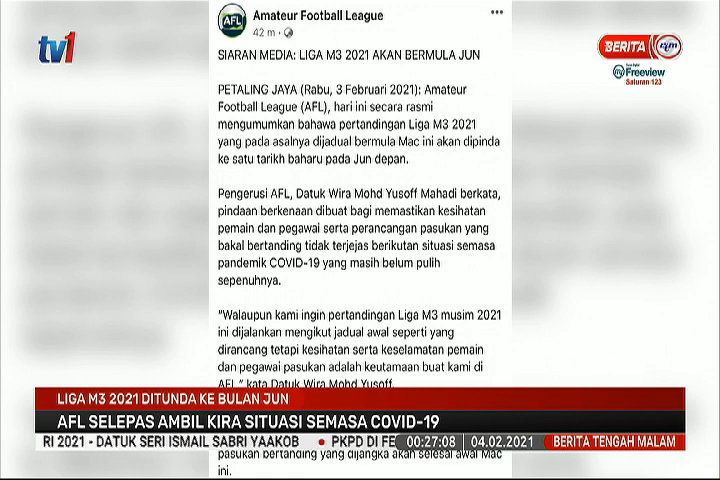 tv1
AFL
Amateur Football League
42 m
BERITA rtm
myFreeview
Saluran 123
SIARAN MEDIA: LIGA M3 2021 AKAN BERMULA JUN
PETALING JAYA (Rabu, 3 Februari 2021): Amateur
Football League (AFL), hari ini secara rasmi
mengumumkan bahawa pertandingan Liga M3 2021
yang pada asalnya dijadual bermula Mac ini akan dipinda
ke satu tarikh baharu pada Jun depan.
Pengerusi AFL, Datuk Wira Mohd Yusoff Mahadi berkata,
pindaan berkenaan dibuat bagi memastikan kesihatan
pemain dan pegawai serta perancangan pasukan yang
bakal bertanding tidak terjejas berikutan situasi semasa
pandemik COVID-19 yang masih belum pulih
sepenuhnya.
"Walaupun kami ingin pertandingan Liga M3 musim 2021
ini dijalankan mengikut jadual awal seperti yang
dirancang tetapi kesihatan serta keselamatan pemain
dan pegawai pasukan adalah keutamaan buat kami di
AFL," kata Datuk Wira Mohd Yusoff.
LIGA M3 2021 DITUNDA KE BULAN JUN
AFL SELEPAS AMBIL KIRA SITUASI SEMASA COVID-19
RI 2021 - DATUK SERI ISMAIL SABRI YAAKOB • PKPD DI FE 00:27:08 04.02.2021 BERITA TENGAH MALAM
pasukan bertanding yang dijangka akan selesai awal Mac
ini.